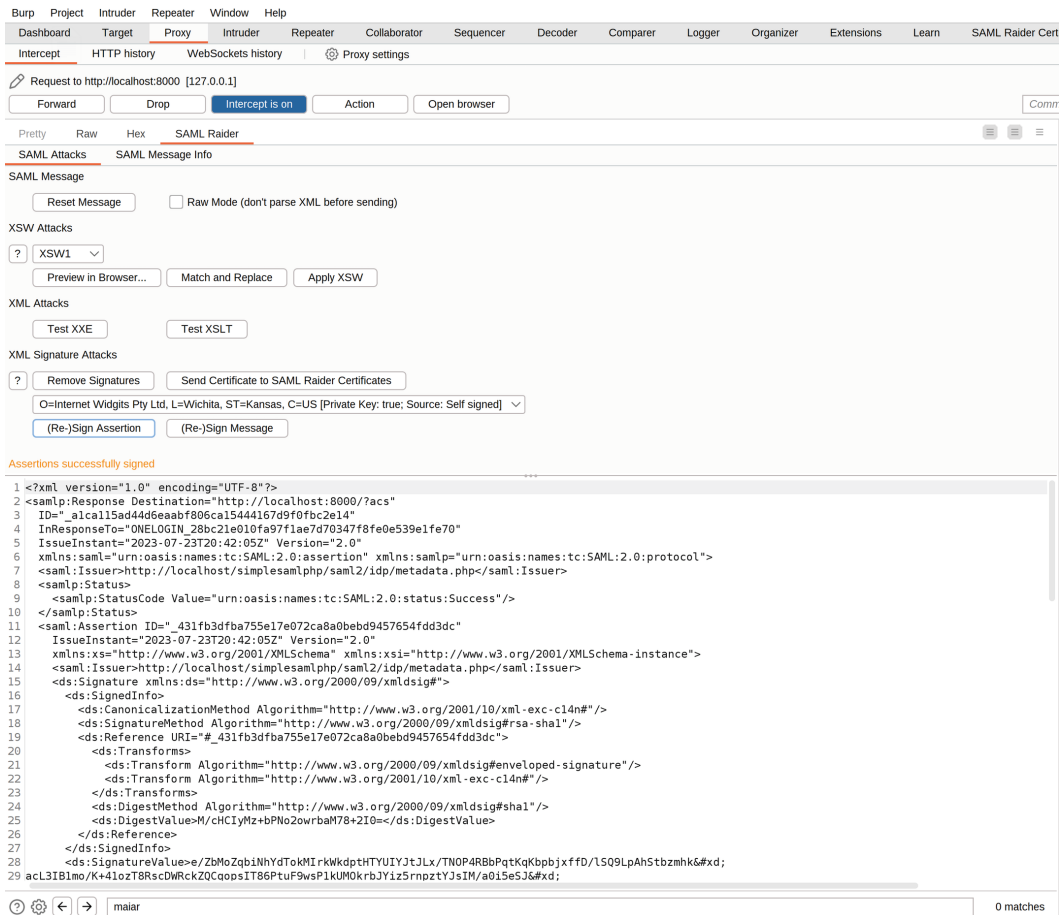 Burp Project Intruder Repeater Window Help
Dashboard Target Proxy Intruder Repeater Collaborator Sequencer Decoder Comparer Logger Organizer Extensions Learn SAML Raider Cert
Intercept HTTP history WebSockets history Proxy settings
Request to http://localhost:8000 [127.0.0.1]
Forward Drop Intercept is on Action Open browser Comm
Pretty Raw Hex SAML Raider
SAML Attacks SAML Message Info
SAML Message
Reset Message Raw Mode (don't parse XML before sending)
XSW Attacks
? XSW1
Preview in Browser... Match and Replace Apply XSW
XML Attacks
Test XXE Test XSLT
XML Signature Attacks
? Remove Signatures Send Certificate to SAML Raider Certificates
O=Internet Widgits Pty Ltd, L=Wichita, ST=Kansas, C=US [Private Key: true; Source: Self signed]
(Re-)Sign Assertion (Re-)Sign Message
Assertions successfully signed
1 <?xml version="1.0" encoding="UTF-8"?>
2 <samlp:Response Destination="http://localhost:8000/?acs"
3 ID="_a1ca115ad44d6eaabf806ca15444167d9f0fbc2e14"
4 InResponseTo="ONELOGIN_28bc21e010fa97f1ae7d70347f8fe0e539e1fe70"
5 IssueInstant="2023-07-23T20:42:05Z" Version="2.0"
6 xmlns:saml="urn:oasis:names:tc:SAML:2.0:assertion" xmlns:samlp="urn:oasis:names:tc:SAML:2.0:protocol">
7 <saml:Issuer>http://localhost/simplesamlphp/saml2/idp/metadata.php</saml:Issuer>
8 <samlp:Status>
9 <samlp:StatusCode Value="urn:oasis:names:tc:SAML:2.0:status:Success"/>
10 </samlp:Status>
11 <saml:Assertion ID="_431fb3dfba755e17e072ca8a0bebd9457654fdd3dc"
12 IssueInstant="2023-07-23T20:42:05Z" Version="2.0"
13 xmlns:xs="http://www.w3.org/2001/XMLSchema" xmlns:xsi="http://www.w3.org/2001/XMLSchema-instance">
14 <saml:Issuer>http://localhost/simplesamlphp/saml2/idp/metadata.php</saml:Issuer>
15 <ds:Signature xmlns:ds="http://www.w3.org/2000/09/xmldsig#">
16 <ds:SignedInfo>
17 <ds:CanonicalizationMethod Algorithm="http://www.w3.org/2001/10/xml-exc-c14n#"/>
18 <ds:SignatureMethod Algorithm="http://www.w3.org/2000/09/xmldsig#rsa-sha1"/>
19 <ds:Reference URI="#_431fb3dfba755e17e072ca8a0bebd9457654fdd3dc">
20 <ds:Transforms>
21 <ds:Transform Algorithm="http://www.w3.org/2000/09/xmldsig#enveloped-signature"/>
22 <ds:Transform Algorithm="http://www.w3.org/2001/10/xml-exc-c14n#"/>
23 </ds:Transforms>
24 <ds:DigestMethod Algorithm="http://www.w3.org/2000/09/xmldsig#sha1"/>
25 <ds:DigestValue>M/cHCIyMz+bPNo2owrbaM78+2I0=</ds:DigestValue>
26 </ds:Reference>
27 </ds:SignedInfo>
28 <ds:SignatureValue>e/ZbMoZqbiNhYdTokMIrkWkdptHTYUIYJtJLx/TNOP4RBbPqtKqKbpbjxffD/lSQ9LpAhStbzmhk&#xd;
29 acL3IB1mo/K+41ozT8RscDWRckZQCqopsIT86PtuF9wsP1kUMOkrbJYiz5rnpztYJsIM/a0i5eSJ&#xd;
maiar 0 matches